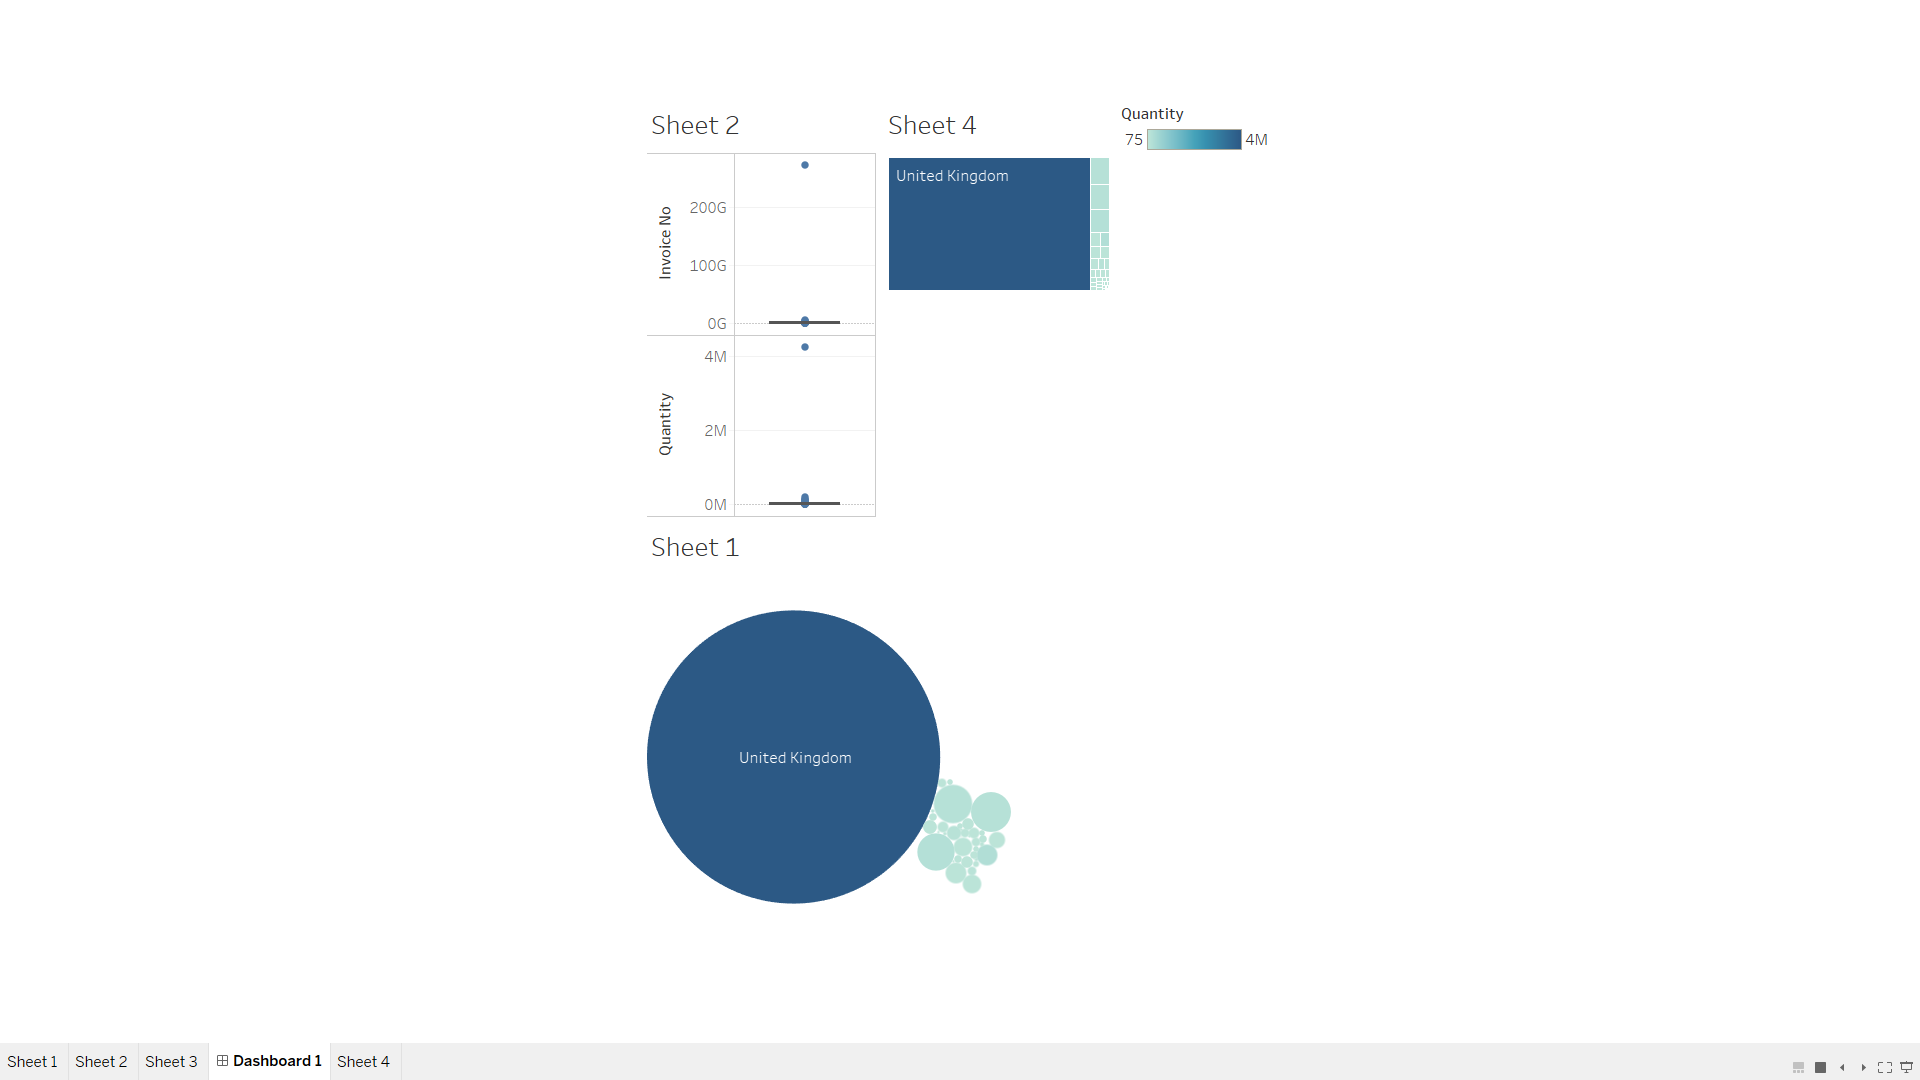 Sheet 2
Invoice No
200G
100G
0G
Quantity
4M
2M
0M
Sheet 4
United Kingdom
Quantity
75 4M
Sheet 1
United Kingdom
Sheet 1 Sheet 2 Sheet 3 Dashboard 1 Sheet 4